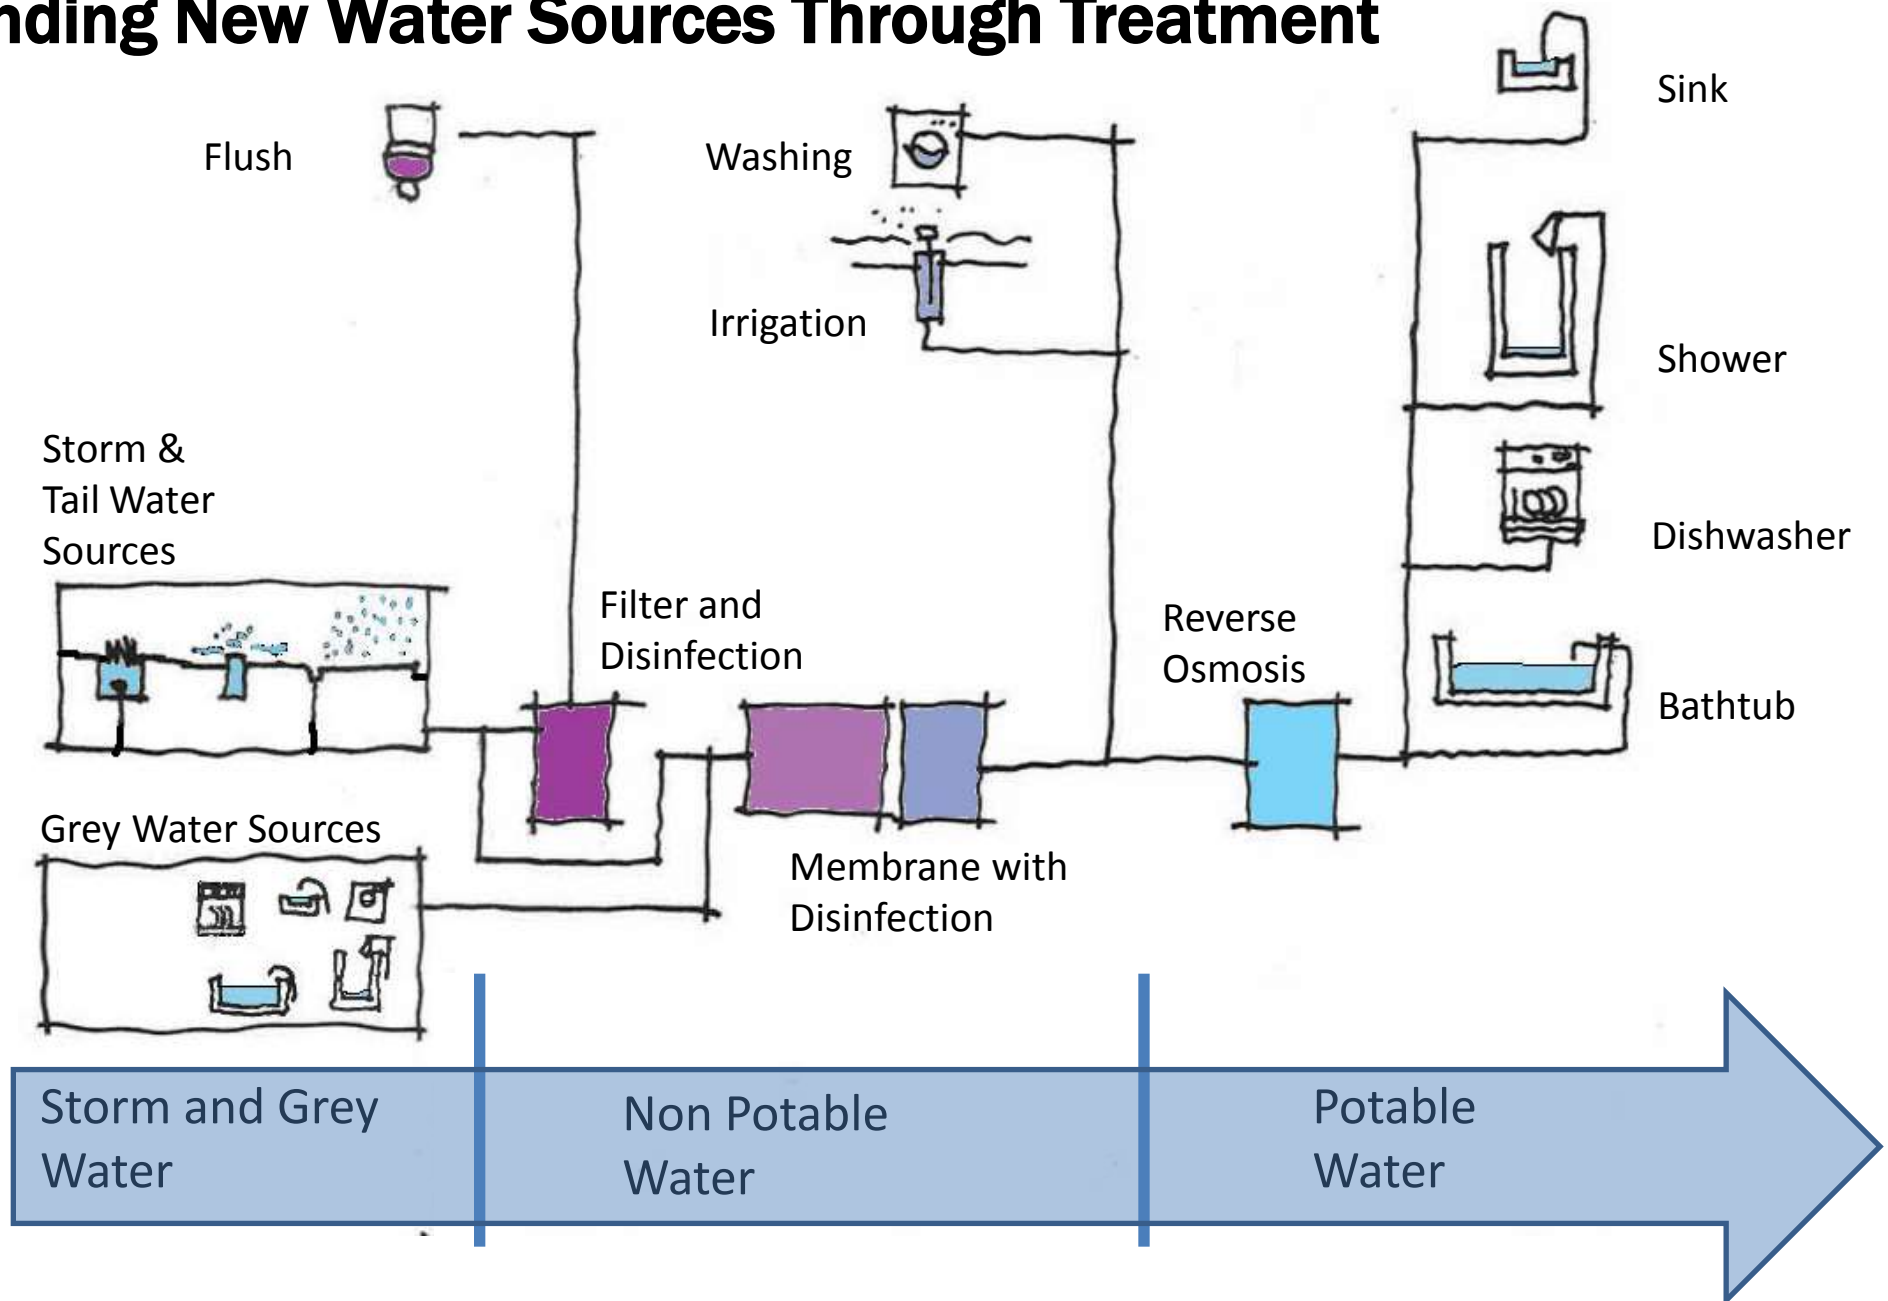 nding New Water Sources Through Treatment
Sink
Flush
Washing
Irrigation
Shower
Storm &
Tail Water
Sources
Dishwasher
Filter and
Disinfection
Reverse
Osmosis
Bathtub
Grey Water Sources
Membrane with
Disinfection
Storm and Grey
Water
Non Potable
Water
Potable
Water